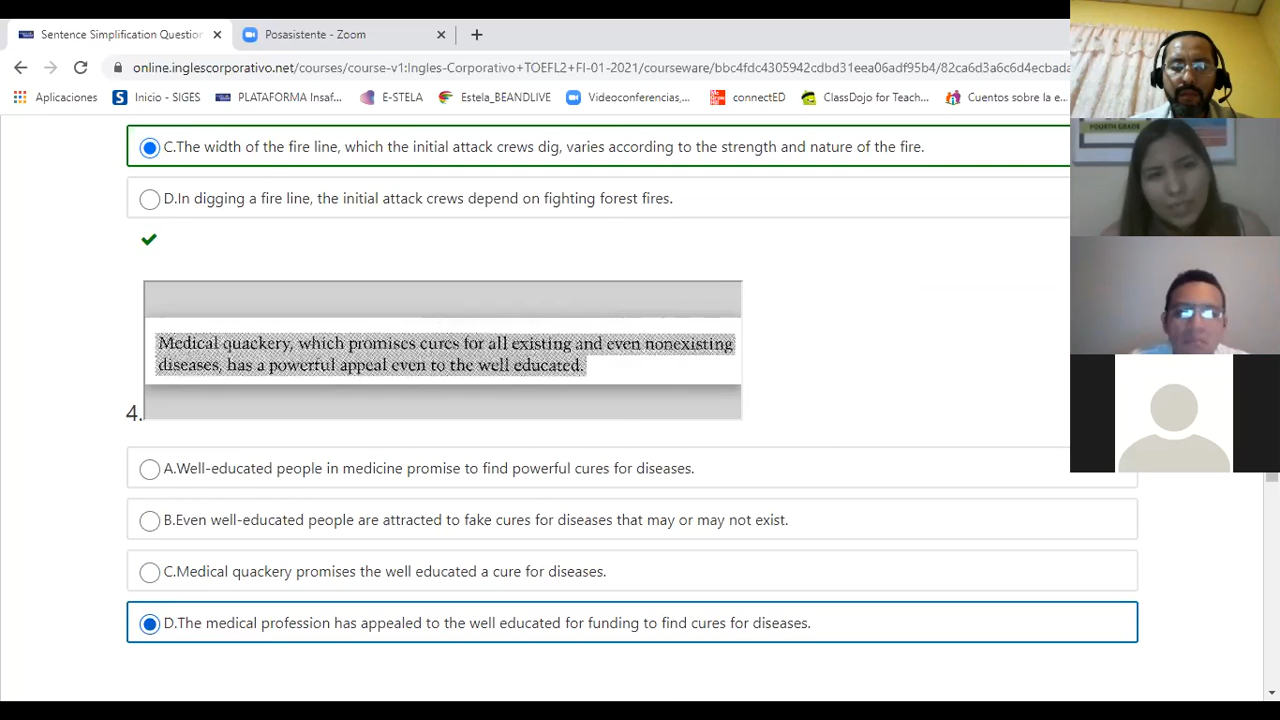 Sentence Simplification Question
Posasistente - Zoom
online.inglescorporativo.net/courses/course-v1:Ingles-Corporativo+TOEFL2+FI-01-2021/courseware/bbc4fdc4305942cdbd31eea06adf95b4/82ca6d3a6c6d4ecbada
Aplicaciones
Inicio - SIGES
PLATAFORMA Insaf...
E-STELA
Estela_BEANDLIVE
Videoconferencias,...
connectED
ClassDojo for Teach...
Cuentos sobre la e...
FOURTH GRADE
C.The width of the fire line, which the initial attack crews dig, varies according to the strength and nature of the fire.
D.In digging a fire line, the initial attack crews depend on fighting forest fires.
Medical quackery, which promises cures for all existing and even nonexisting
diseases, has a powerful appeal even to the well educated.
4.
A.Well-educated people in medicine promise to find powerful cures for diseases.
B.Even well-educated people are attracted to fake cures for diseases that may or may not exist.
C.Medical quackery promises the well educated a cure for diseases.
D.The medical profession has appealed to the well educated for funding to find cures for diseases.